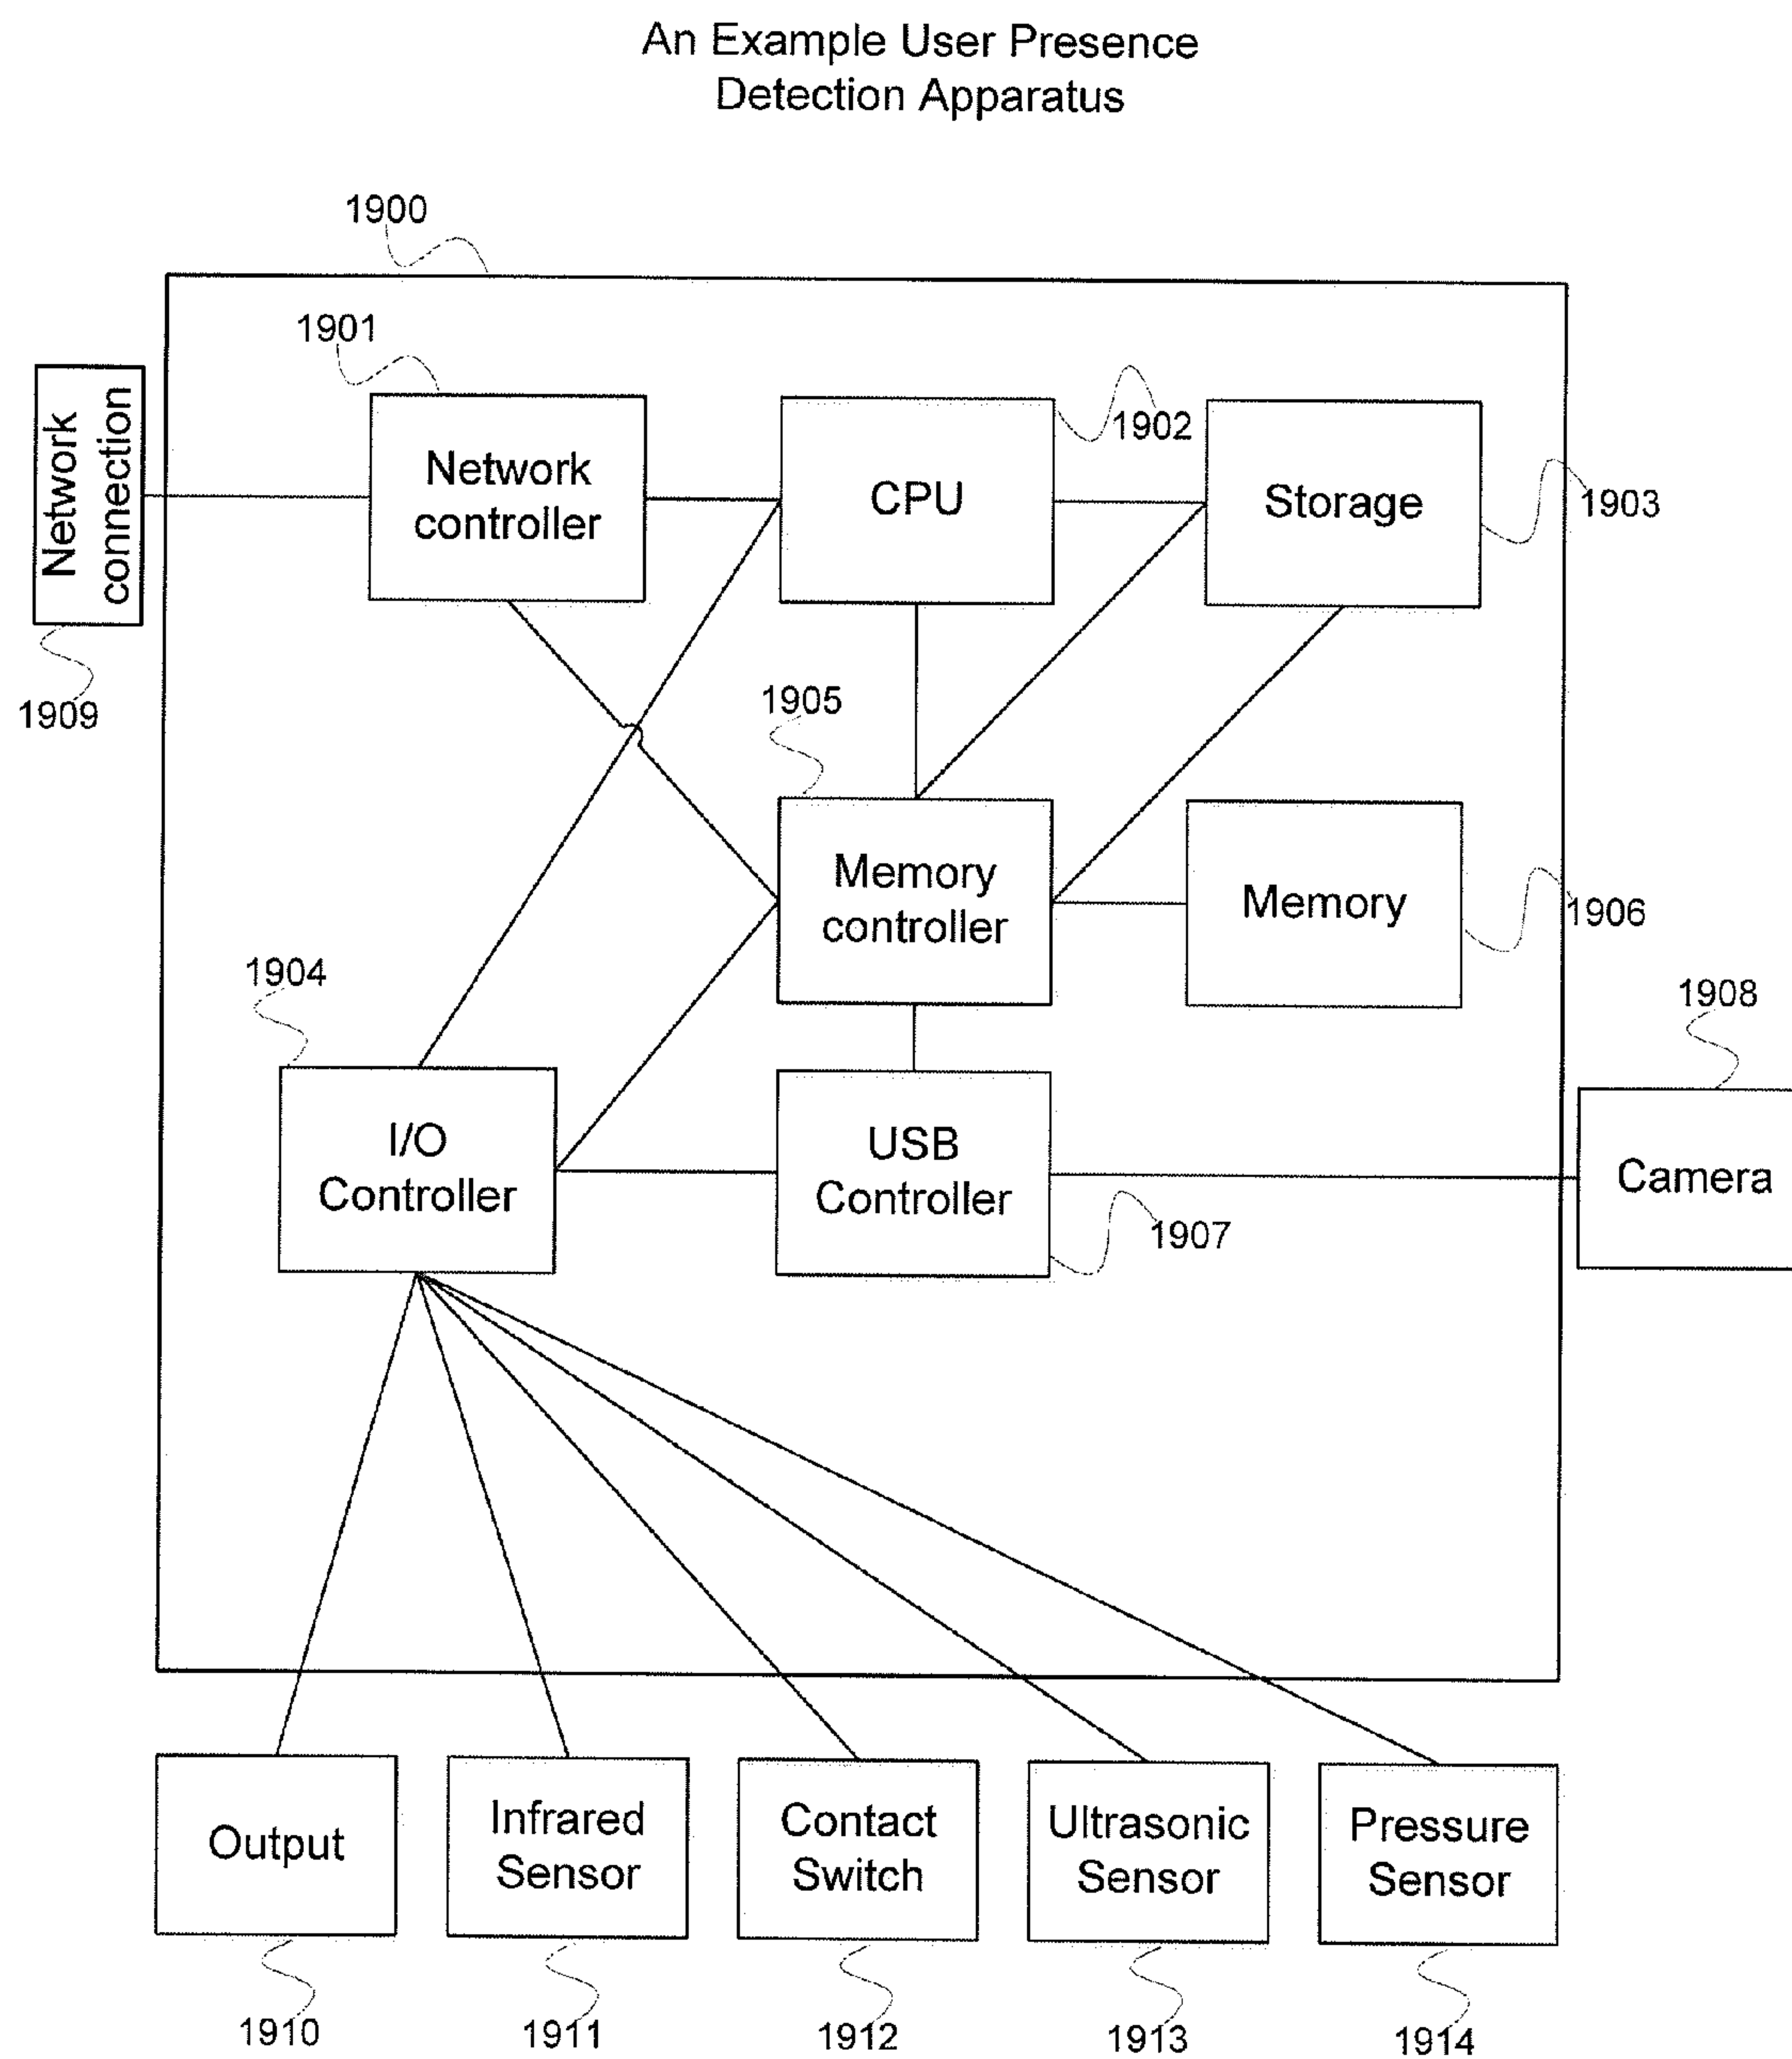 An Example User Presence
Detection Apparatus
1900
1901
Network
connection
1909
Network
controller
CPU
1902
Storage
1903
1905
Memory
controller
Memory
1906
1904
I/O
Controller
USB
Controller
1907
1908
Camera
Output
Infrared
Sensor
Contact
Switch
Ultrasonic
Sensor
Pressure
Sensor
1910
1911
1912
1913
1914